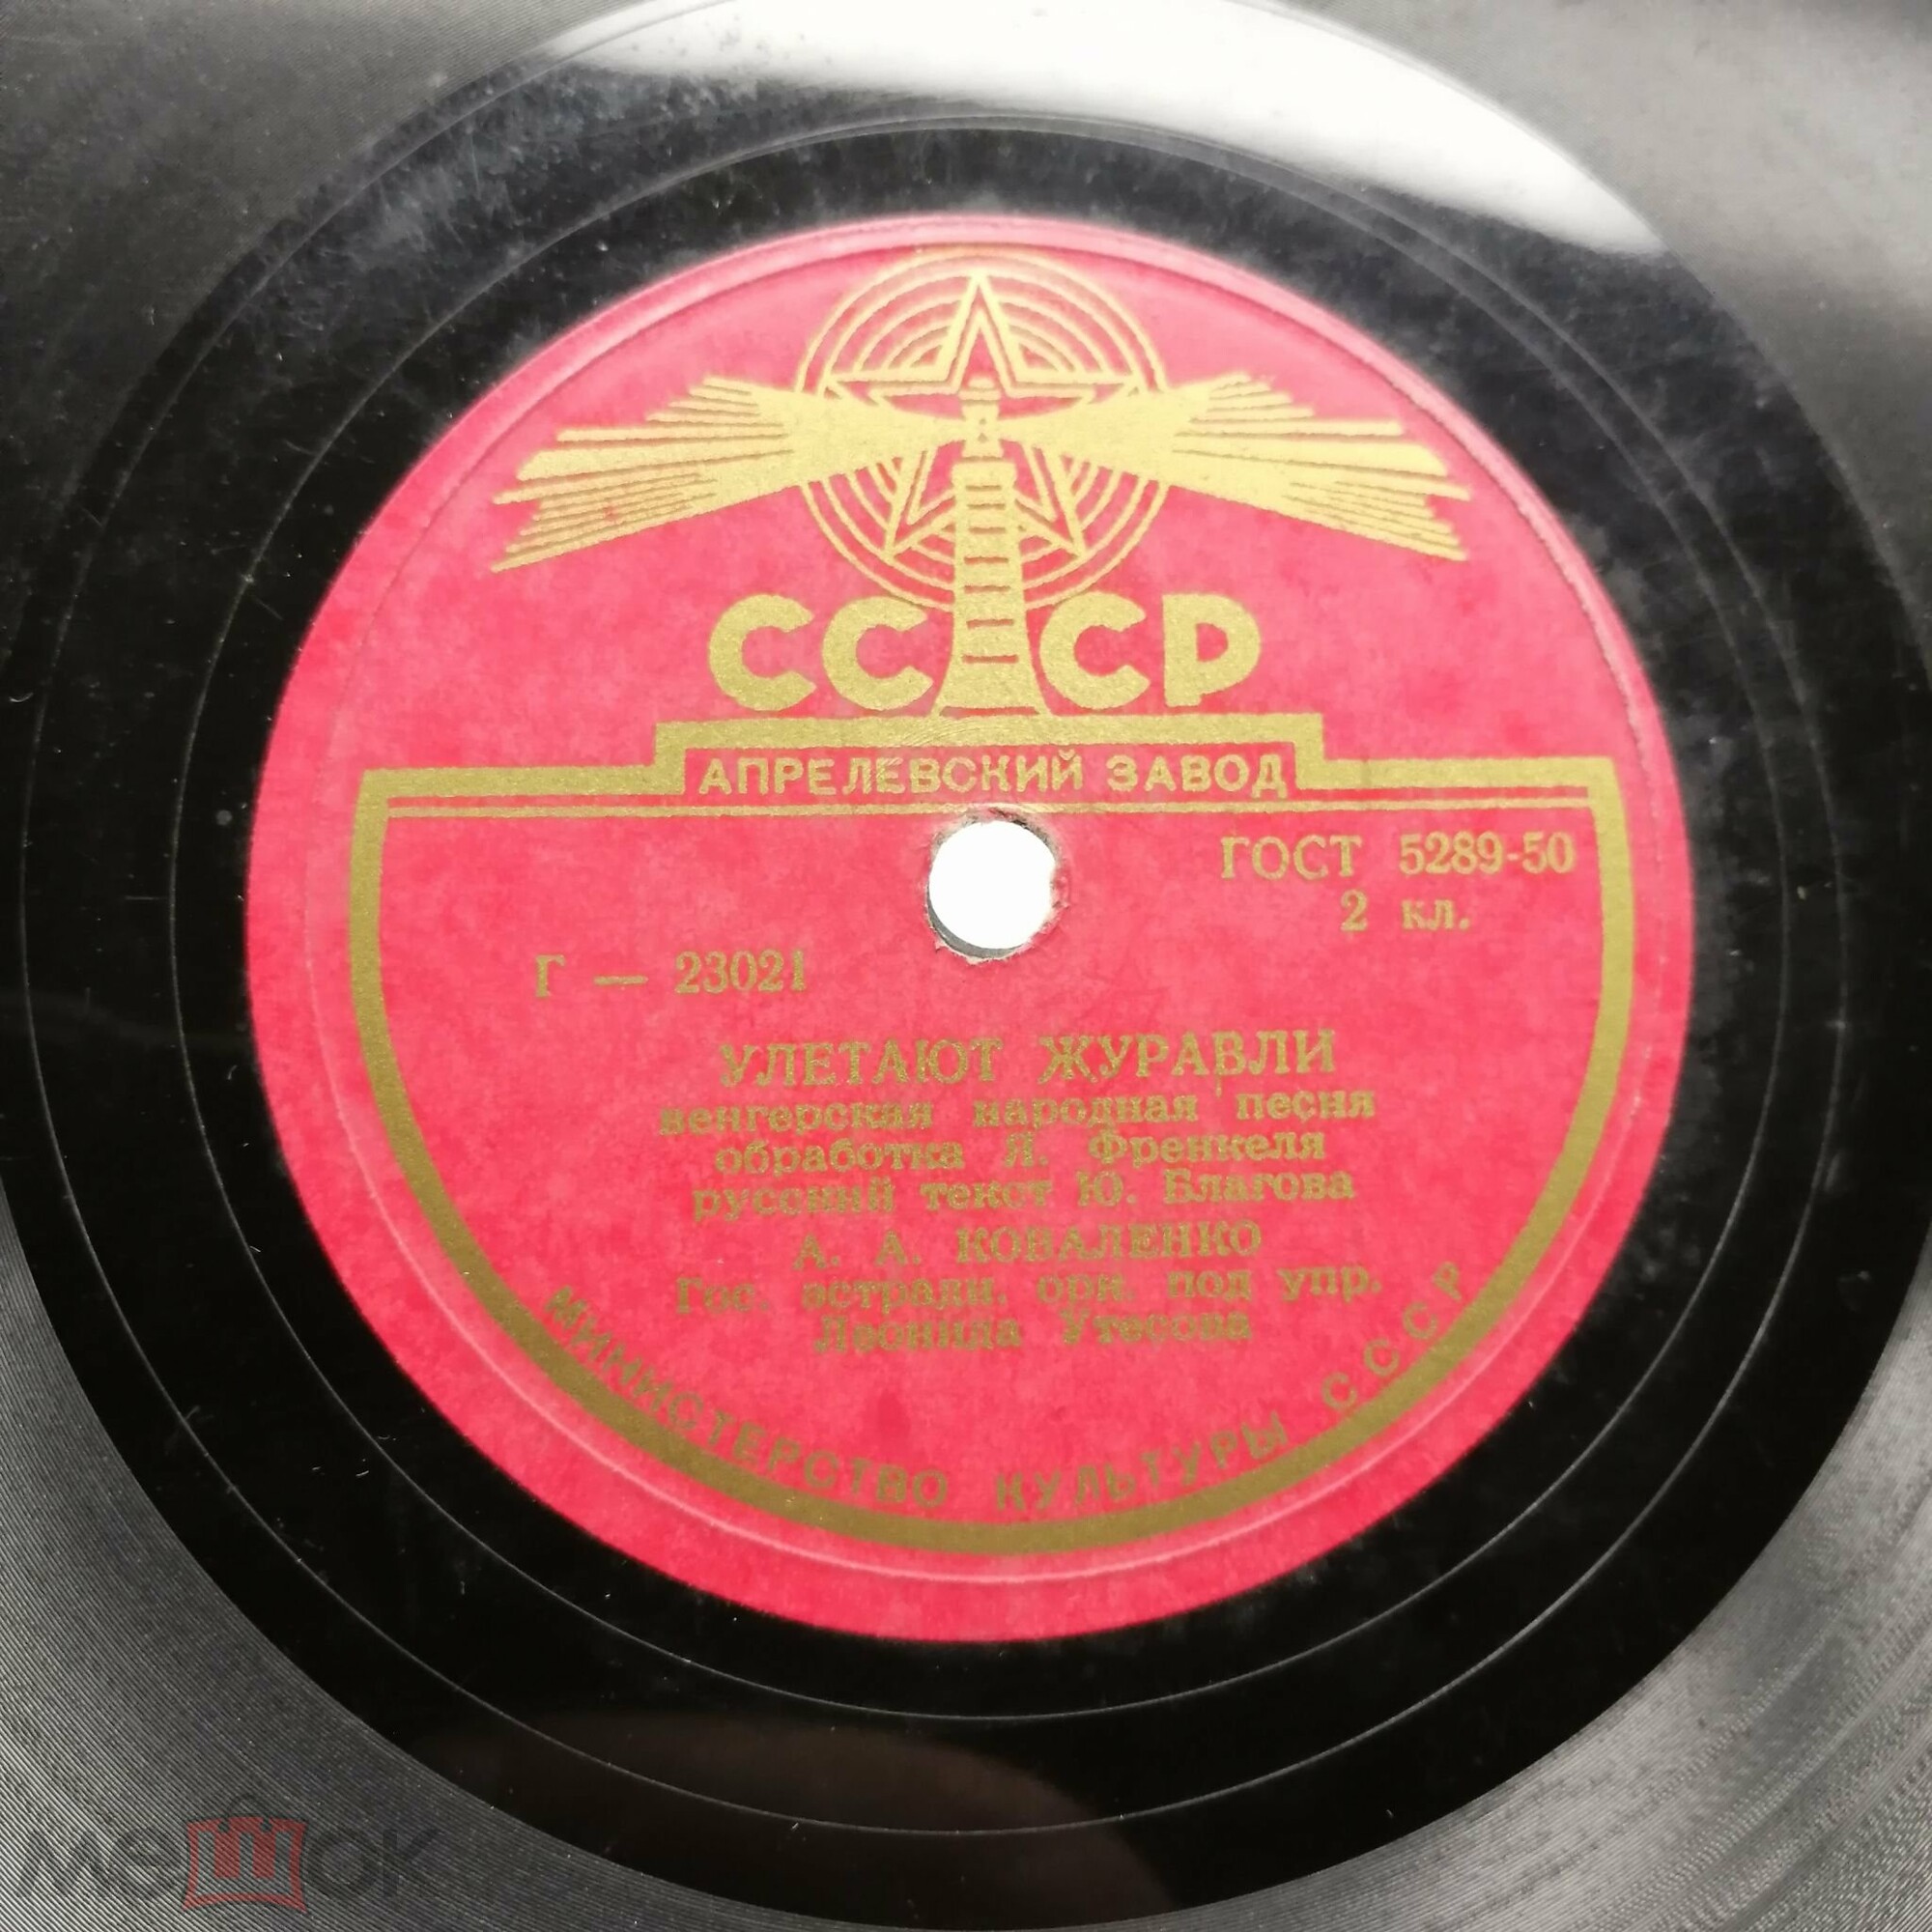 СССР
АПРЕЛЕВСКИЙ ЗАВОД
ГОСТ 5289-50
2 кл.
Г — 23021
УЛЕТАЮТ ЖУРАВЛИ
венгерская народная песня
обработка Я. Френкеля
русский текст Ю. Благова
А. А. КОВАЛЕНКО
Гос. эстрадн. орк. под упр.
Леонида Утесова
МИНИСТЕРСТВО КУЛЬТУРЫ СССР
мешок